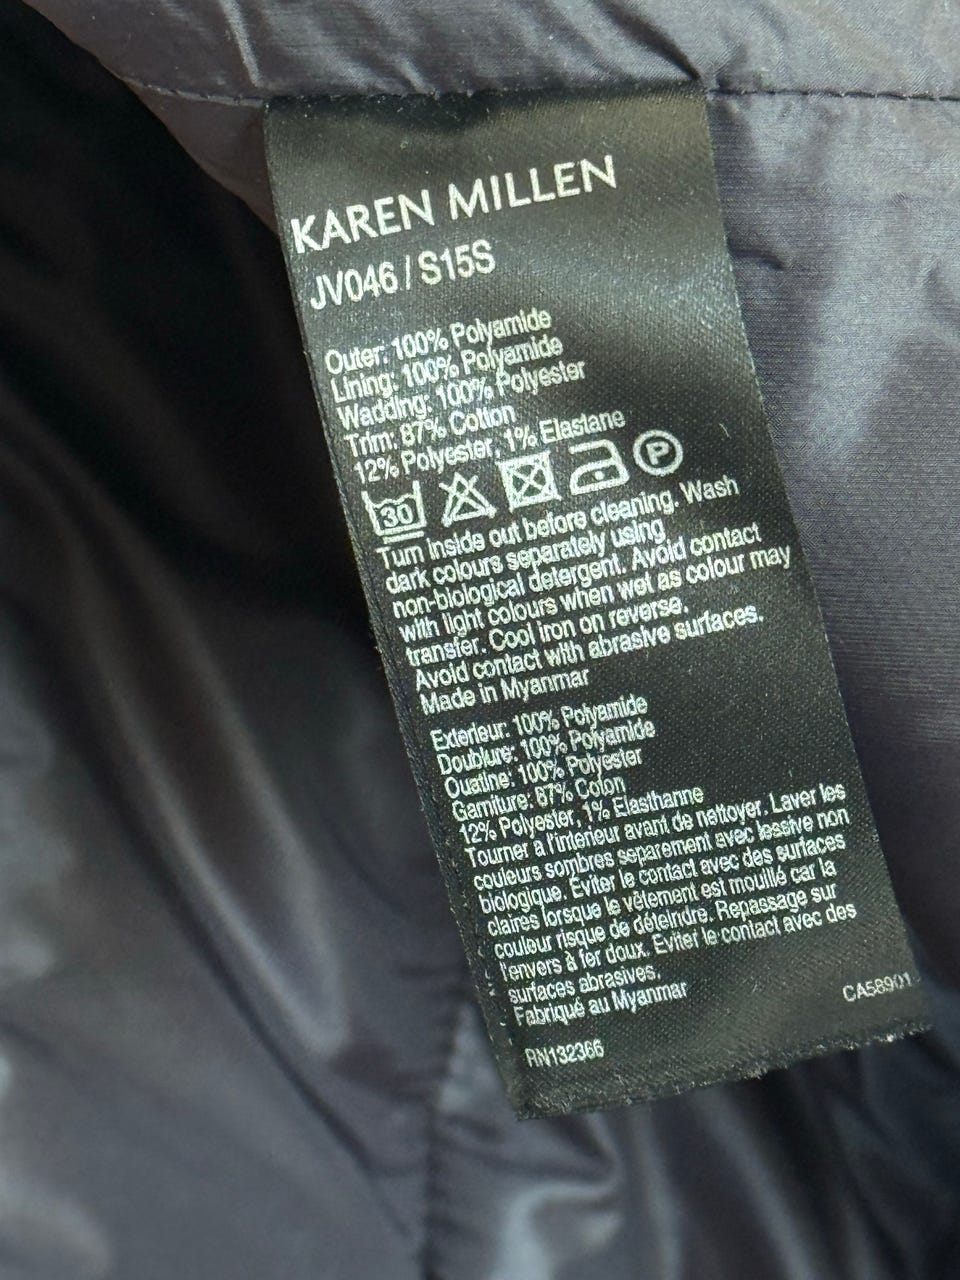 KAREN MILLEN
JV046 / S15S
Outer: 100% Polyamide
Lining: 100% Polyamide
Wadding: 100% Polyester
Trim: 87% Cotton
12% Polyester, 1% Elastane
30 P
Turn inside out before cleaning. Wash
dark colours separately using
non-biological detergent. Avoid contact
with light colours when wet as colour may
transfer. Cool iron on reverse.
Avoid contact with abrasive surfaces.
Made in Myanmar
Exterieur: 100% Polyamide
Doublure: 100% Polyamide
Ouatine: 100% Polyester
Garniture: 87% Coton
12% Polyester, 1% Elasthanne
Tourner a l'interieur avant de nettoyer. Laver les
couleurs sombres separement avec lessive non
biologique. Eviter le contact avec des surfaces
claires lorsque le vêtement est mouillé car la
couleur risque de déteindre. Repassage sur
l'envers à fer doux. Eviter le contact avec des
surfaces abrasives.
Fabriqué au Myanmar
CA58901
RN132366